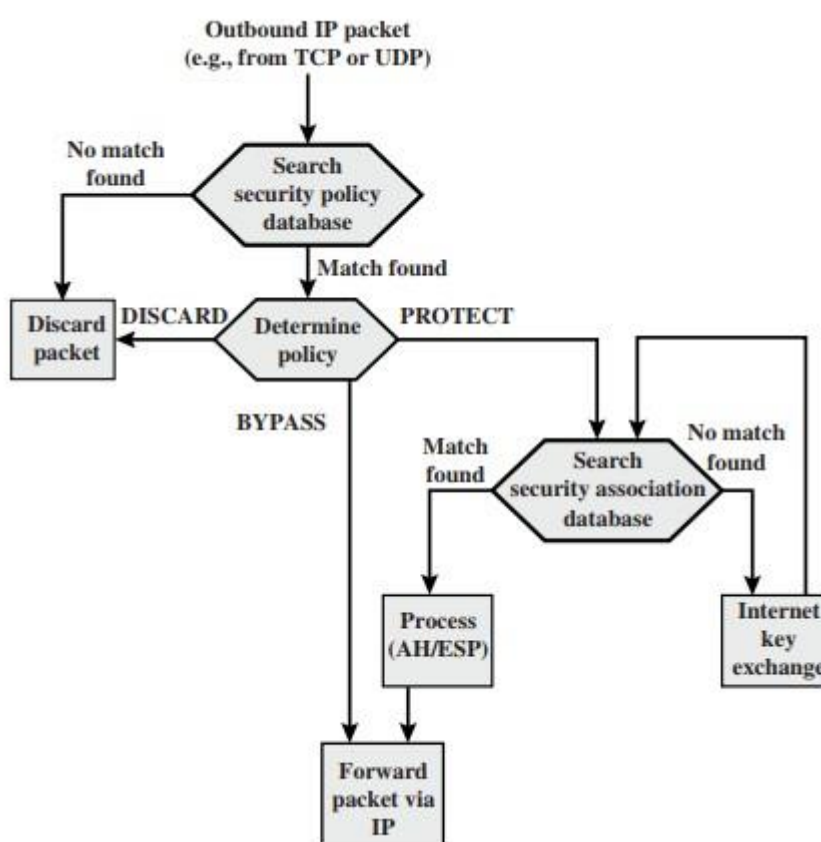 Outbound IP packet
(e.g., from TCP or UDP)
No match
found
Search
security policy
database
Match found
Discard
packet
DISCARD
Determine
policy
PROTECT
BYPASS
Match
found
Search
security association
database
No match
found
Process
(AH/ESP)
Internet
key
exchange
Forward
packet via
IP